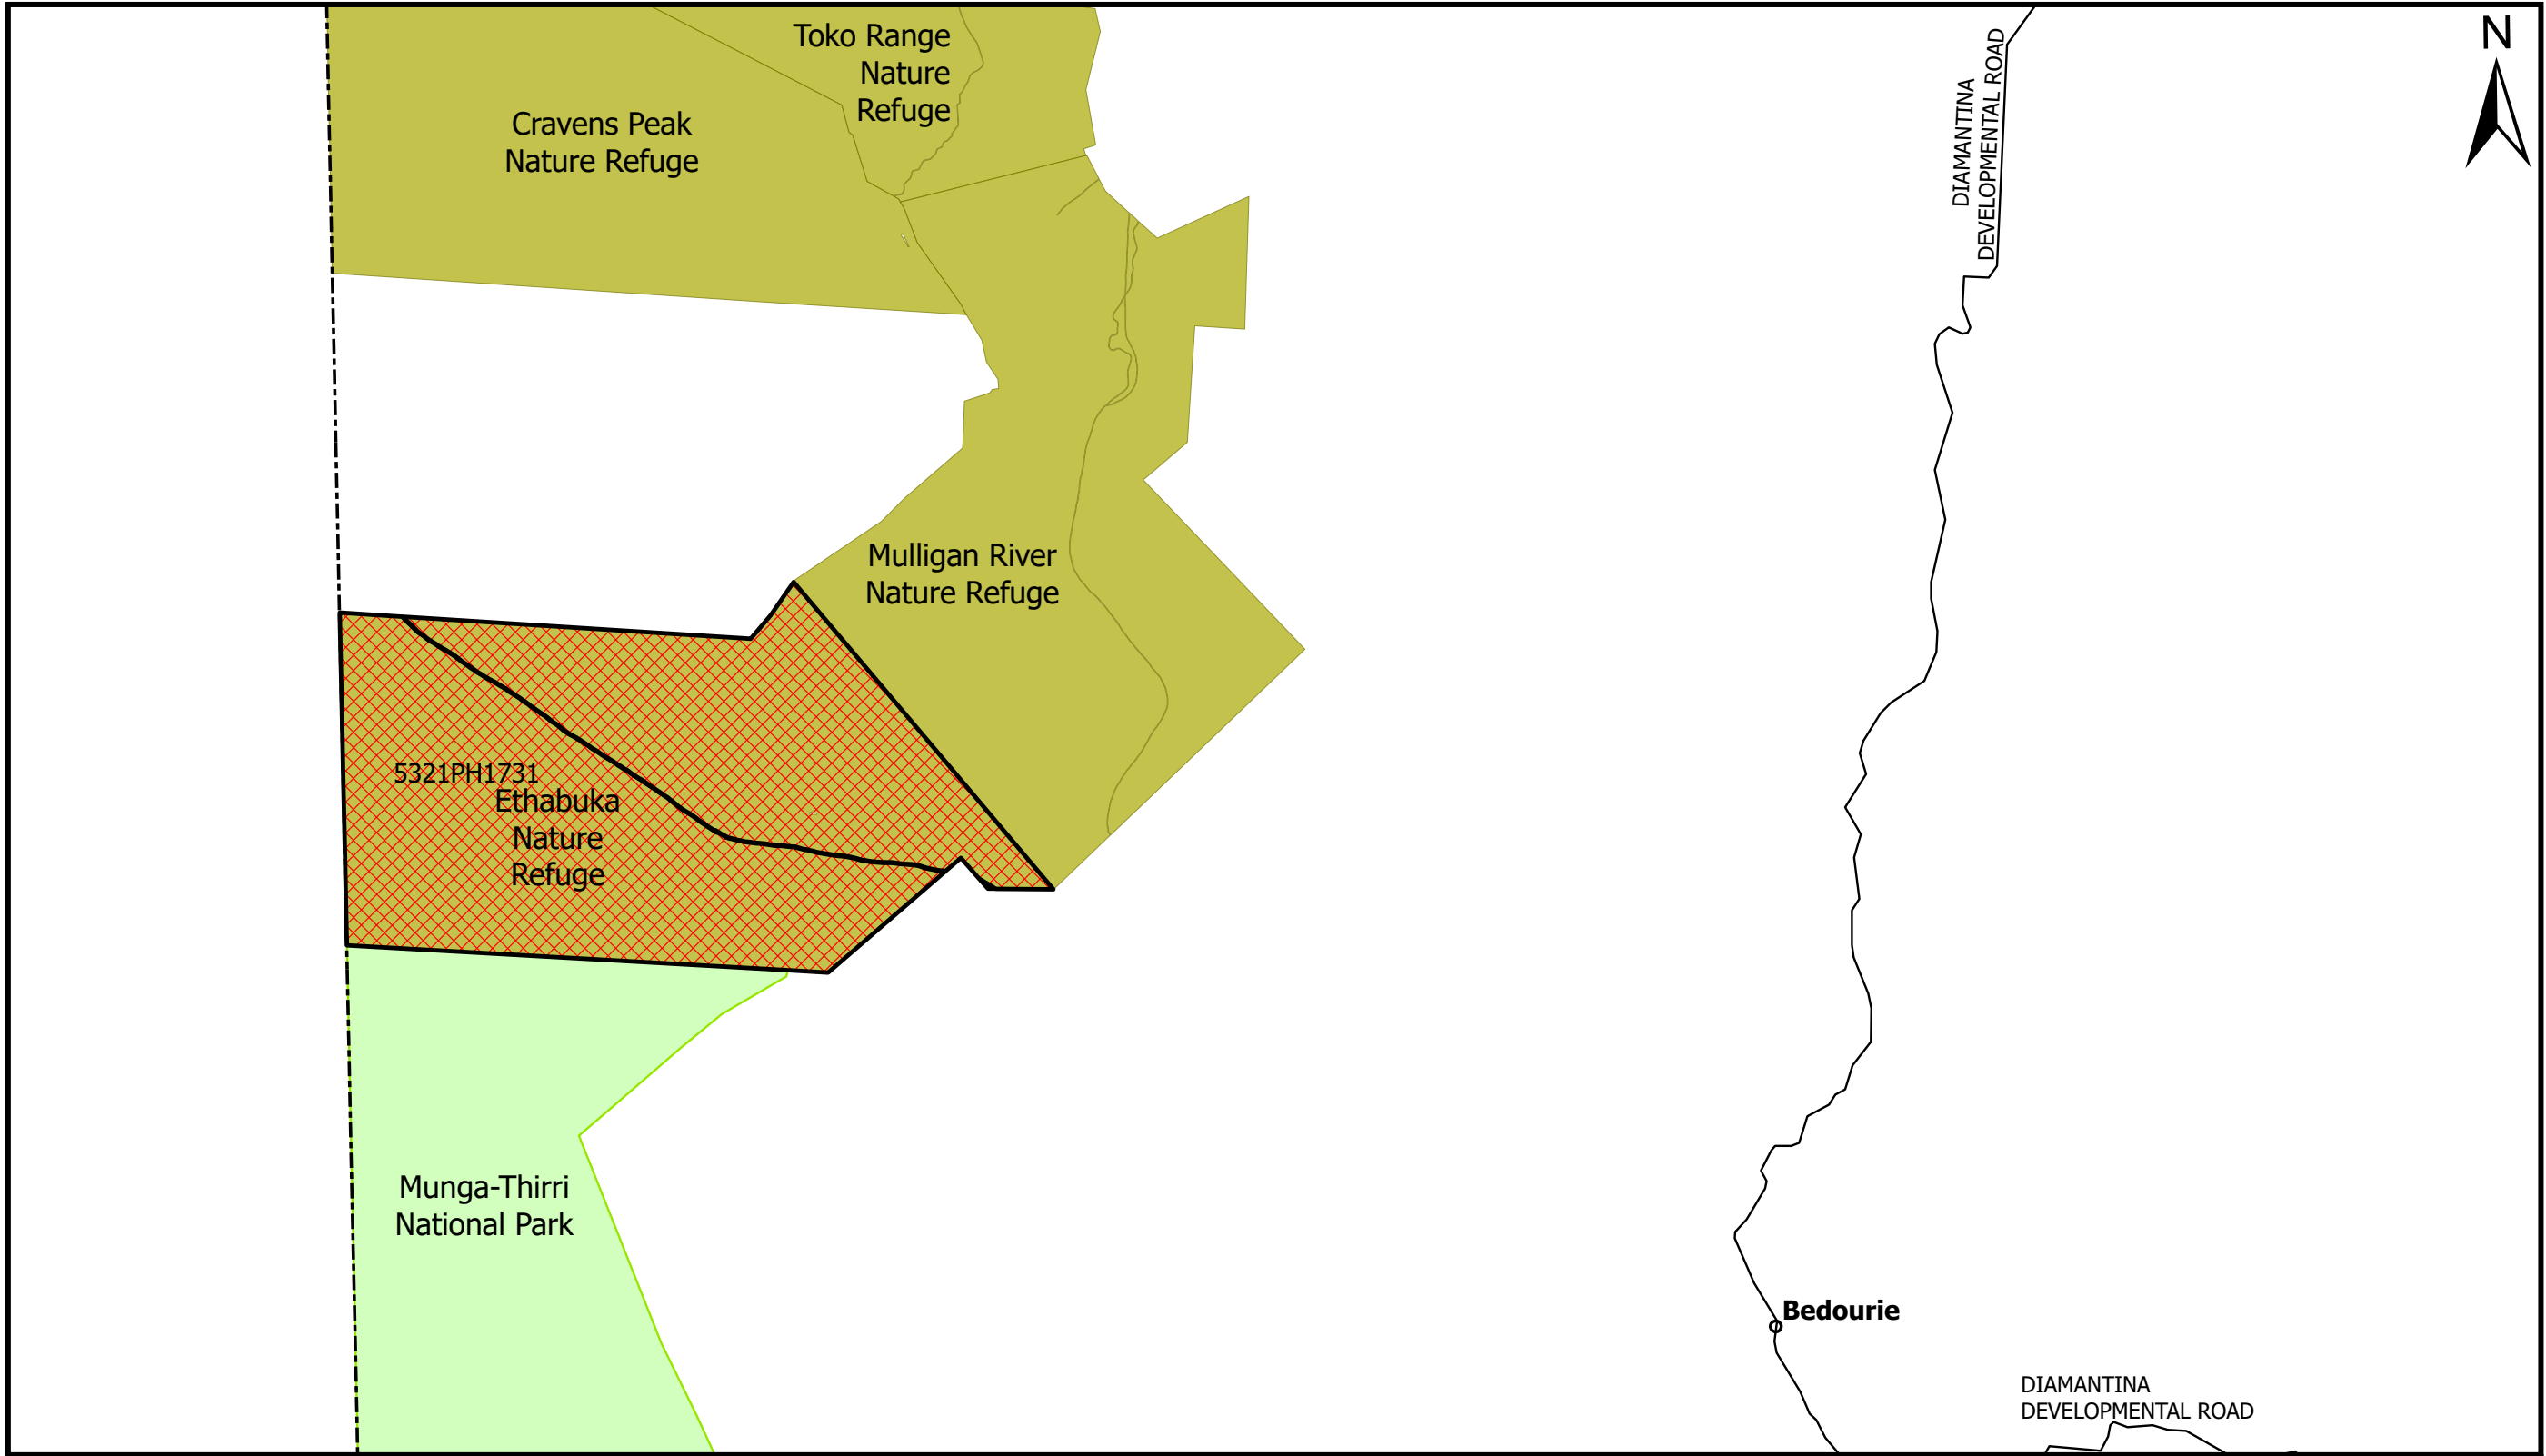 Toko Range
Nature
Refuge
N
DIAMANTINA
DEVELOPMENTAL ROAD
Cravens Peak
Nature Refuge
Mulligan River
Nature Refuge
5321PH1731
Ethabuka
Nature
Refuge
Munga-Thirri
National Park
Bedourie
DIAMANTINA
DEVELOPMENTAL ROAD